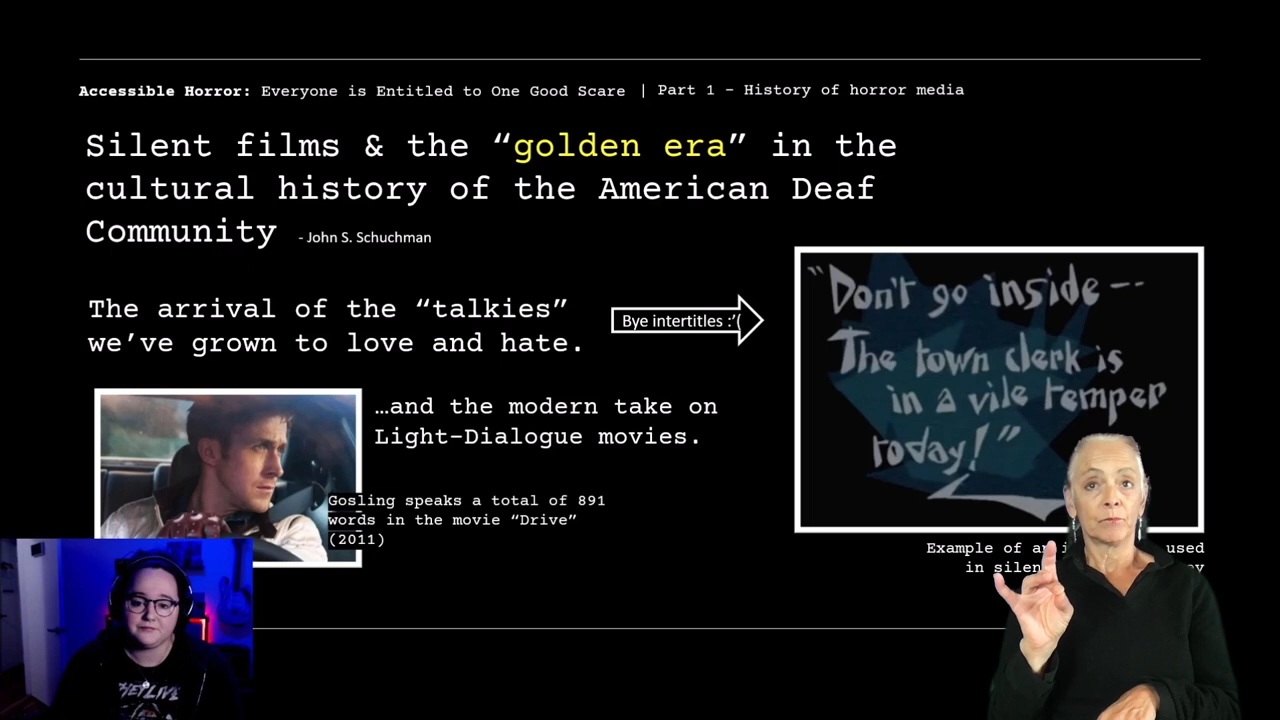 Accessible Horror: Everyone is Entitled to One Good Scare | Part 1 – History of horror media
Silent films & the “golden era” in the
cultural history of the American Deaf
Community - John S. Schuchman
The arrival of the “talkies”
we’ve grown to love and hate.
Bye intertitles :’(
“Don't go inside --
The town clerk is
in a vile temper
today!”
…and the modern take on
Light-Dialogue movies.
Gosling speaks a total of 891
words in the movie “Drive”
(2011)
Example of an used
in silen
THEY LIVE